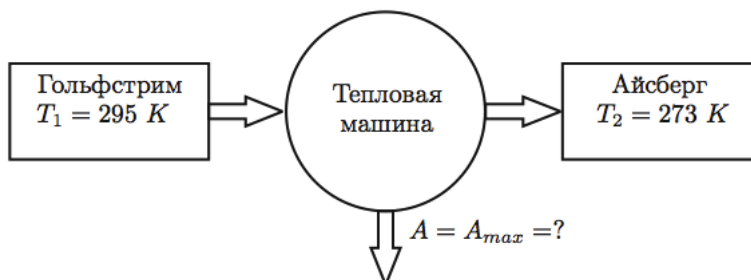 Гольфстрим
T₁ = 295 K
Тепловая
машина
Айсберг
T₂ = 273 K
A = Amax =?